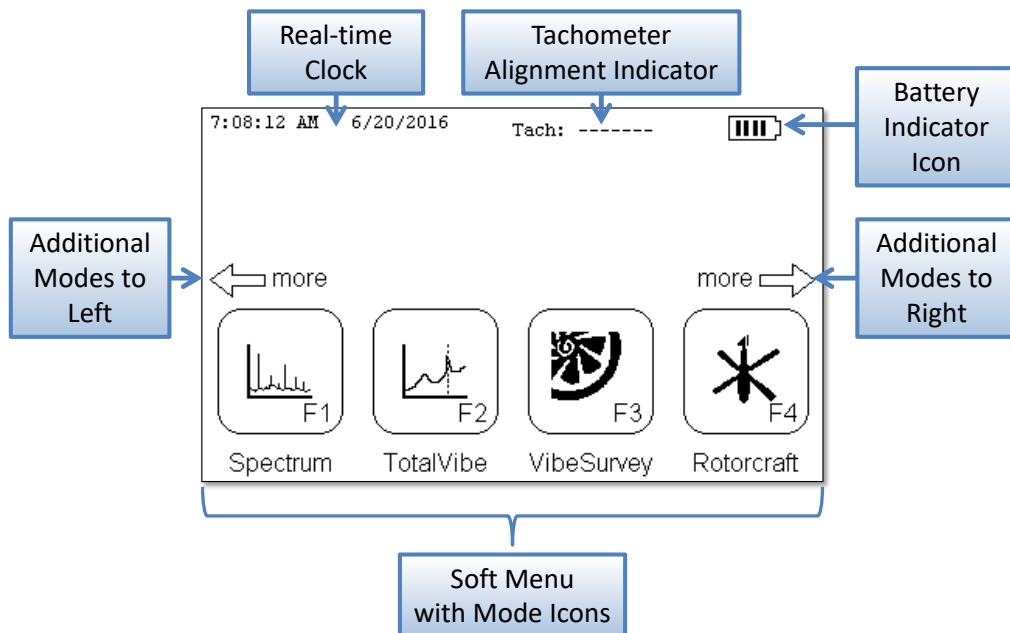 Real-time
Clock
Tachometer
Alignment Indicator
Battery
Indicator
Icon
7:08:12 AM 6/20/2016 Tach: -------
Additional
Modes to
Left
more
more
Additional
Modes to
Right
F1
F2
F3
F4
Spectrum
TotalVibe
VibeSurvey
Rotorcraft
Soft Menu
with Mode Icons